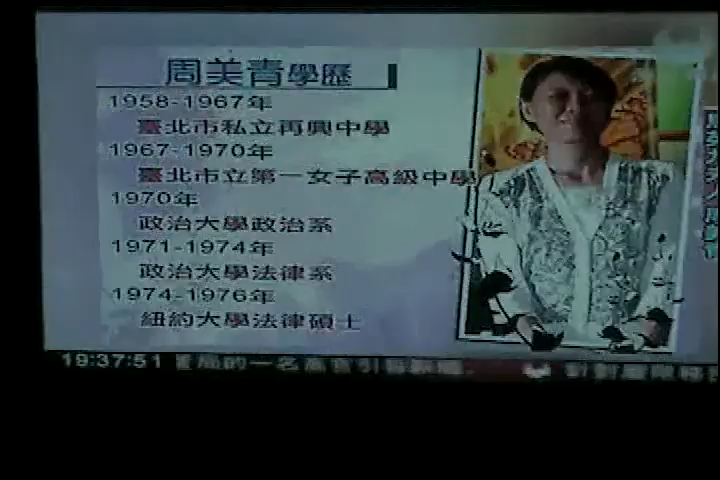 周美青學歷
1958-1967年
臺北市私立再興中學
1967-1970年
臺北市立第一女子高級中學
1970年
政治大學政治系
1971-1974年
政治大學法律系
1974-1976年
紐約大學法律碩士
19:37:51